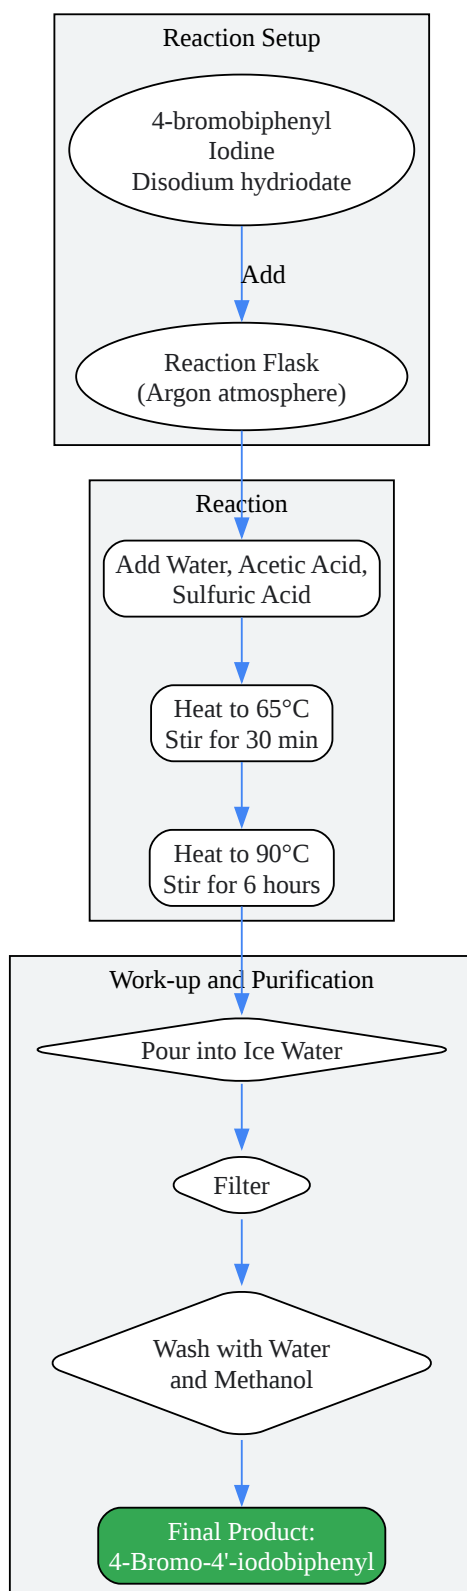 Reaction Setup
4-bromobiphenyl
Iodine
Disodium hydriodate
Add
Reaction Flask
(Argon atmosphere)
Reaction
Add Water, Acetic Acid,
Sulfuric Acid
Heat to 65°C
Stir for 30 min
Heat to 90°C
Stir for 6 hours
Work-up and Purification
Pour into Ice Water
Filter
Wash with Water
and Methanol
Final Product:
4-Bromo-4'-iodobiphenyl